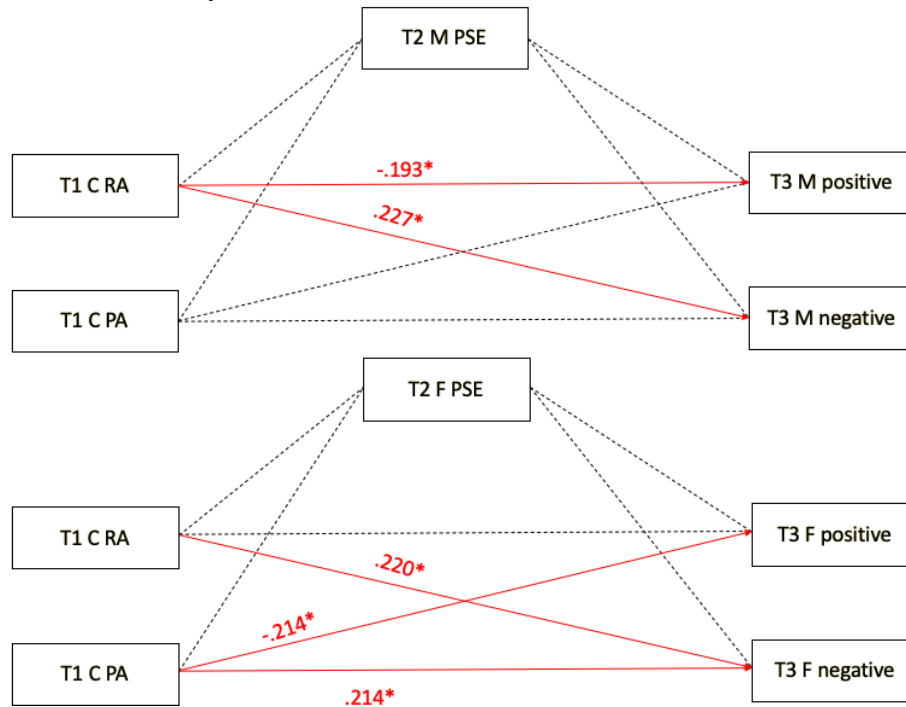 T2 M PSE
T1 C RA
-.193*
T3 M positive
.227*
T1 C PA
T3 M negative
T2 F PSE
T1 C RA
T3 F positive
.220*
-.214*
T1 C PA
T3 F negative
.214*